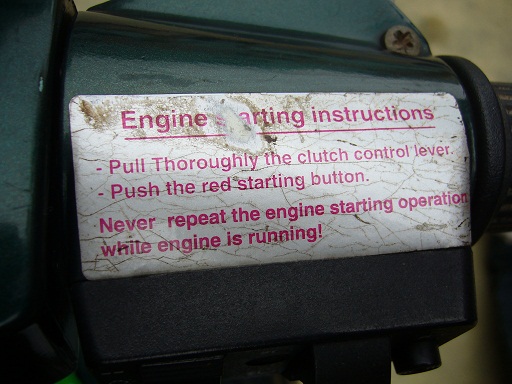 Engine starting instructions
- Pull Thoroughly the clutch control lever.
- Push the red starting button.
Never repeat the engine starting operation
while engine is running!